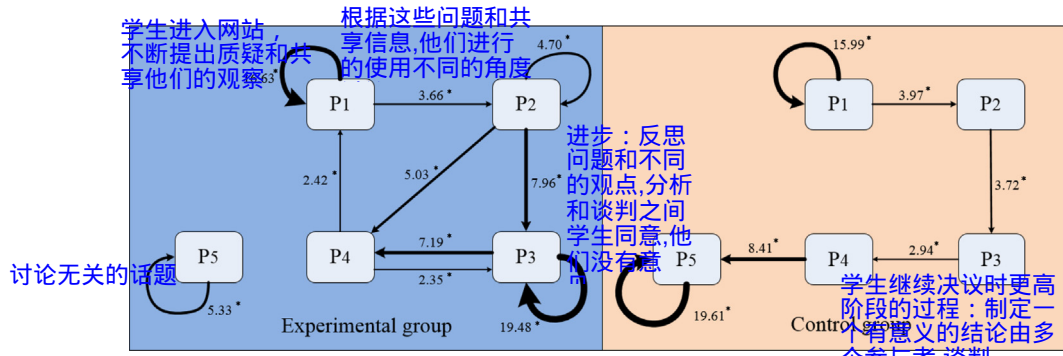 学生进入网站，
不断提出质疑和共
享他们的观察
根据这些问题和共
享信息,他们进行
的使用不同的角度
4.70*
15.99*
P1
3.66*
P2
P1
3.97*
P2
进步：反思
问题和不同
的观点,分析
和谈判之间
学生同意,他
们没有意
2.42*
5.03*
7.96*
3.72*
P5
P4
7.19*
2.35*
P3
P5
8.41*
P4
2.94*
P3
讨论无关的话题
5.33*
19.48*
19.61*
Experimental group
Control group
学生继续决议时更高
阶段的过程：制定一
个有意义的结论由多